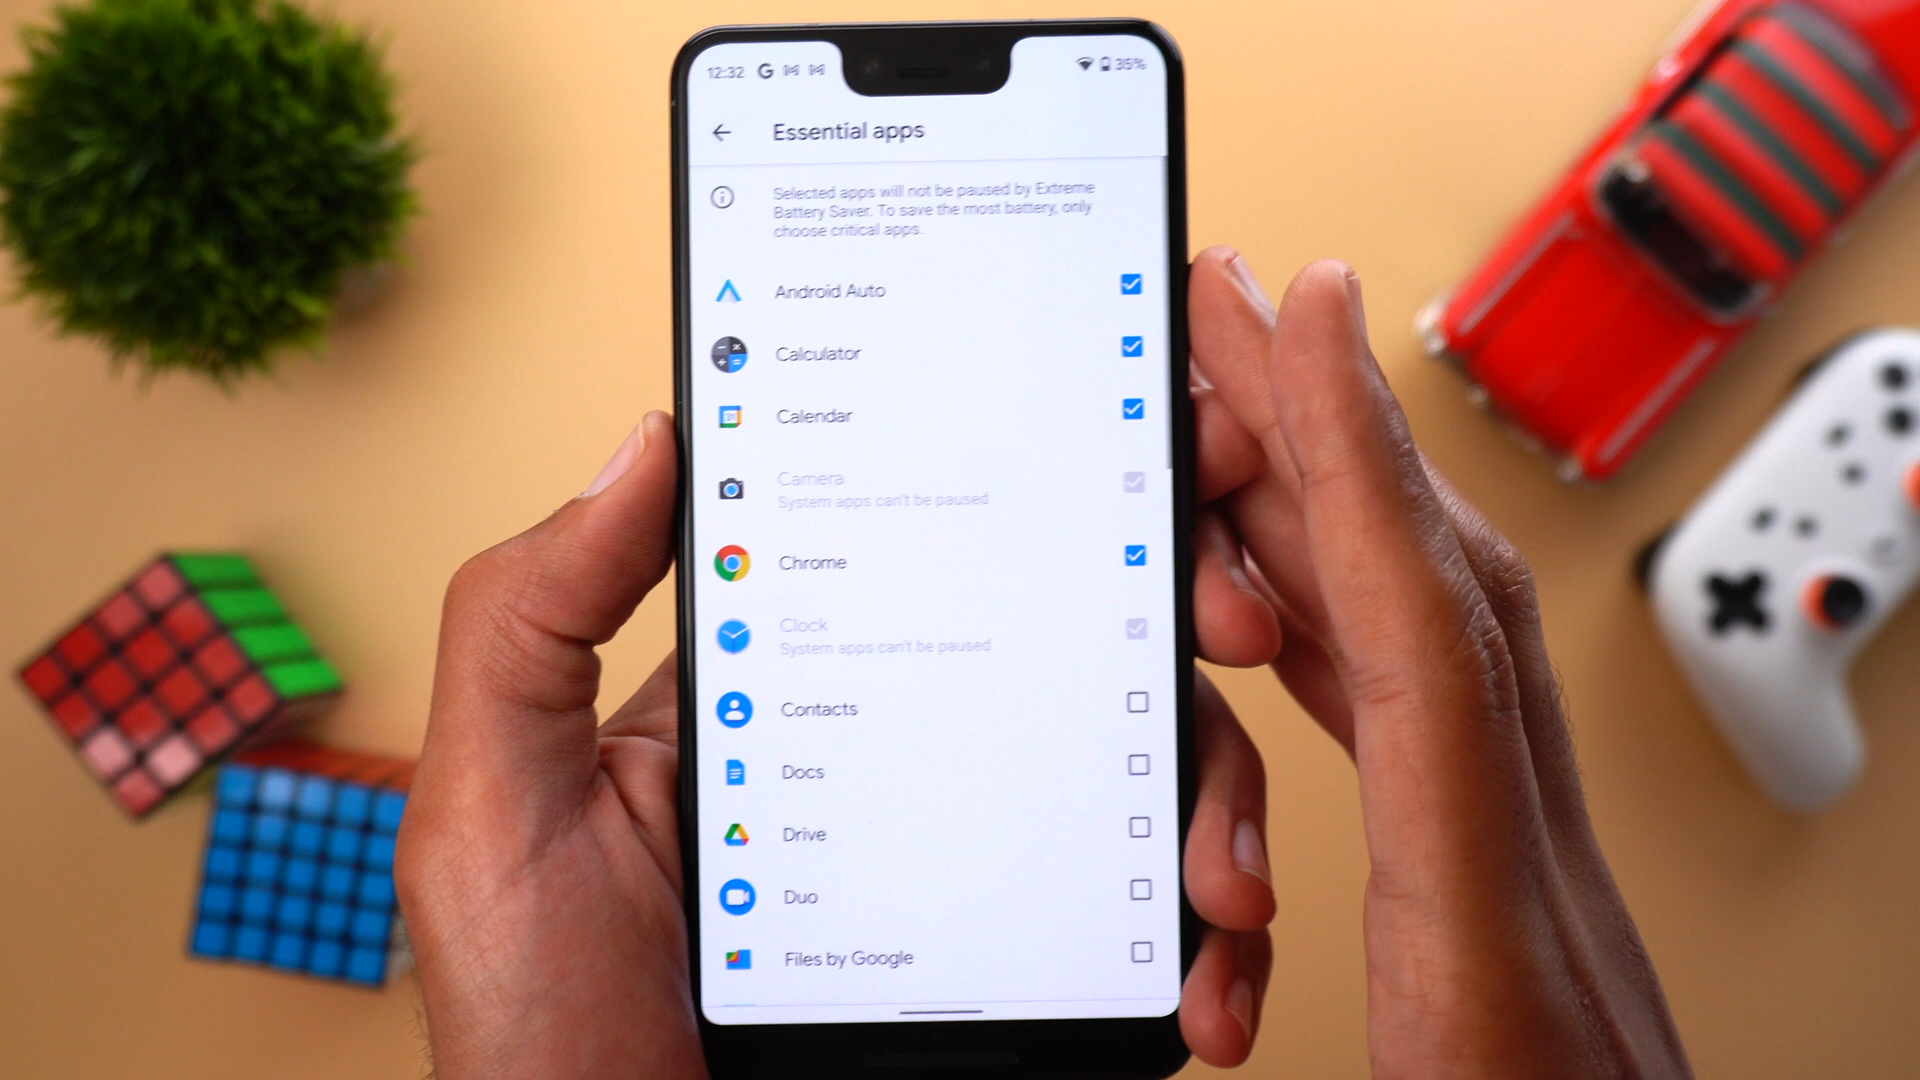 12:32
35%
Essential apps
Selected apps will not be paused by Extreme
Battery Saver. To save the most battery, only
choose critical apps.
Android Auto
Calculator
Calendar
Camera
System apps can't be paused
Chrome
Clock
System apps can't be paused
Contacts
Docs
Drive
Duo
Files by Google